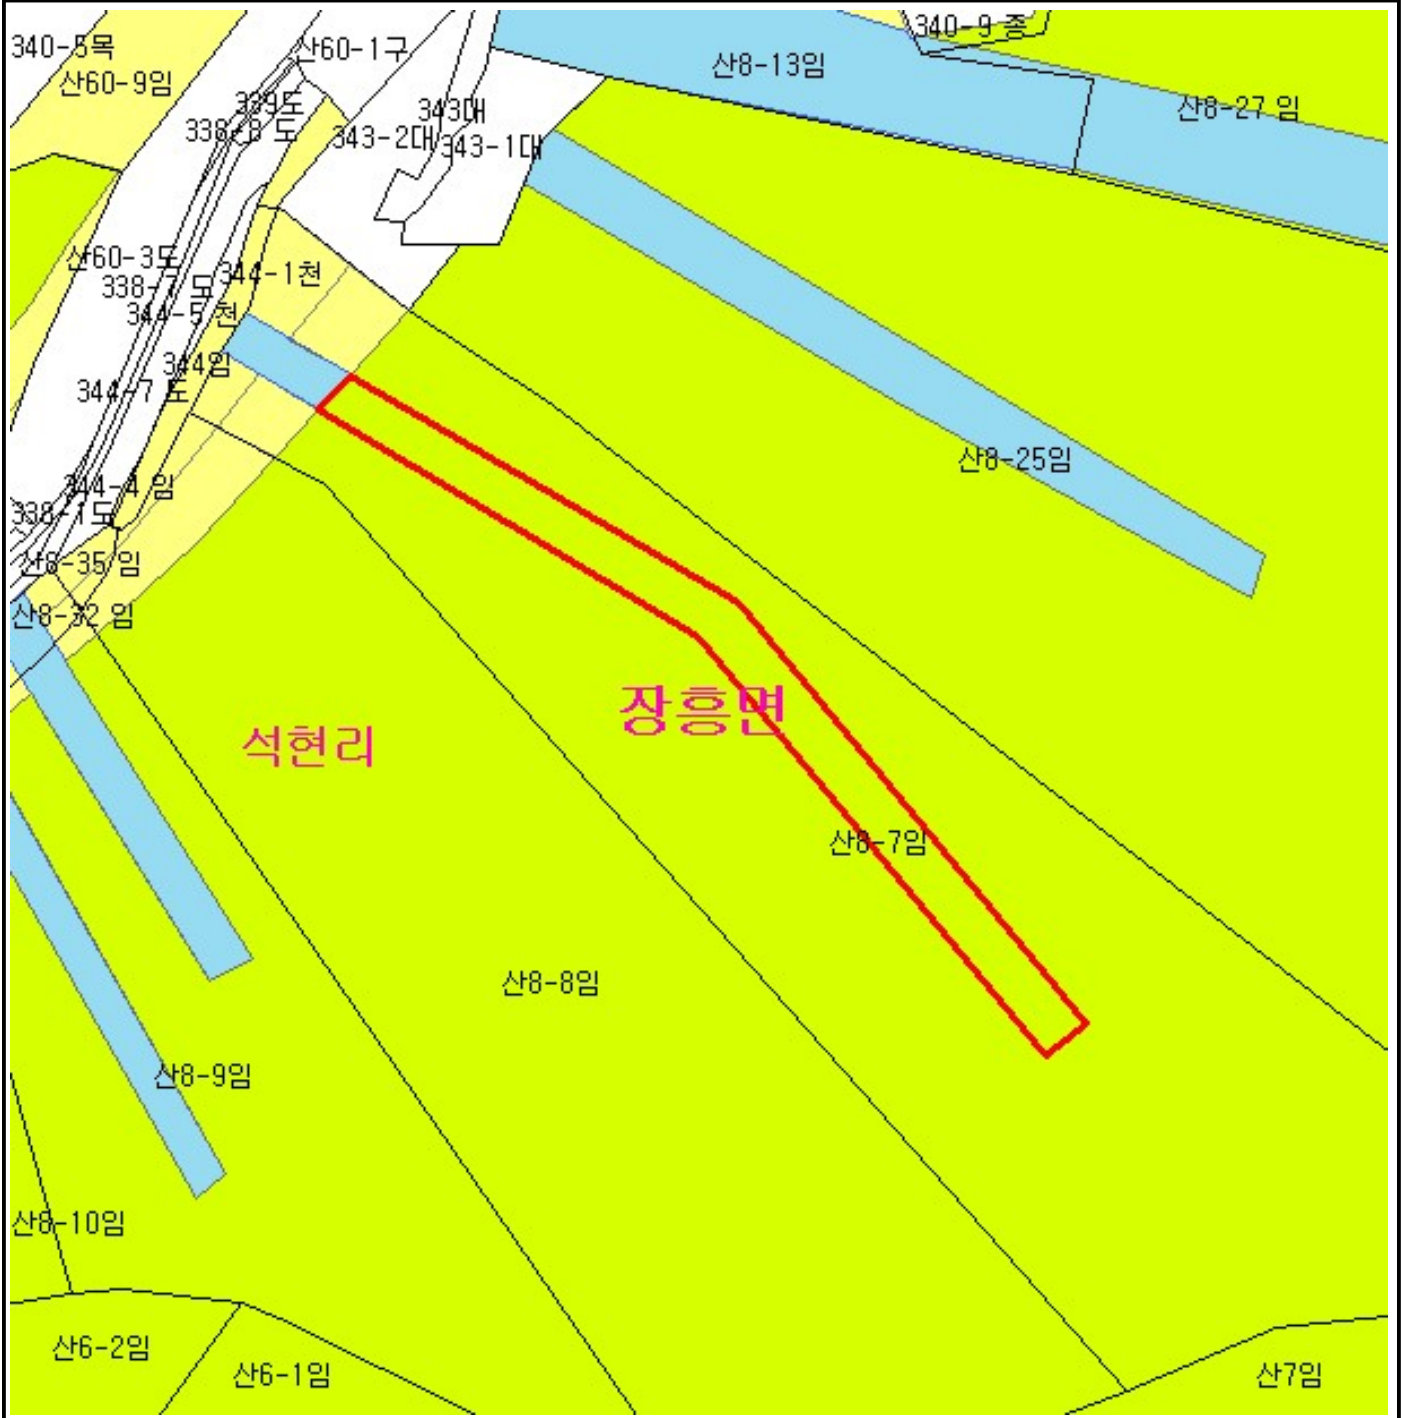 340-5목
산60-1구
340-9 종
산8-13임
산60-9임
339도
343대
산8-27 임
338-8 도
343-2대
343-1대
산60-3도
344-1천
338-7 목
344-5 천
344임
344-7 도
산8-25임
344-4 임
338-1도
산8-35 임
산8-32 임
장흥면
석현리
산8-7임
산8-8임
산8-9임
산8-10임
산6-2임
산6-1임
산7임